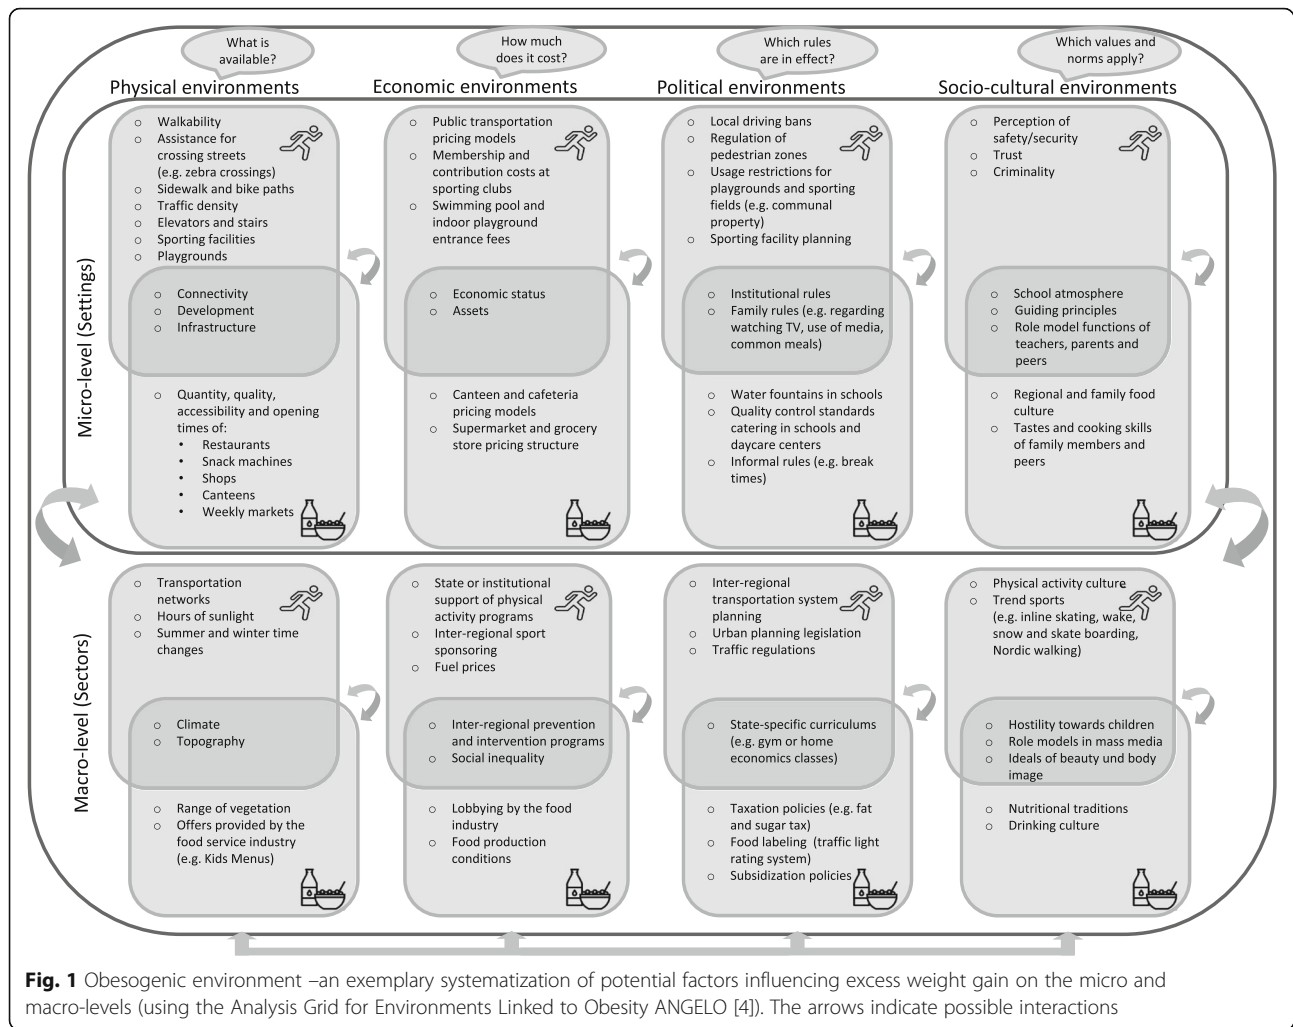 What is
available?
How much
does it cost?
Which rules
are in effect?
Which values and
norms apply?
Physical environments
Economic environments
Political environments
Socio-cultural environments
Micro-level (Settings)
○ Walkability
○ Assistance for
crossing streets
(e.g. zebra crossings)
○ Sidewalk and bike paths
○ Traffic density
○ Elevators and stairs
○ Sporting facilities
○ Playgrounds
○ Connectivity
○ Development
○ Infrastructure
○ Quantity, quality,
accessibility and opening
times of:
• Restaurants
• Snack machines
• Shops
• Canteens
• Weekly markets
○ Public transportation
pricing models
○ Membership and
contribution costs at
sporting clubs
○ Swimming pool and
indoor playground
entrance fees
○ Economic status
○ Assets
○ Canteen and cafeteria
pricing models
○ Supermarket and grocery
store pricing structure
○ Local driving bans
○ Regulation of
pedestrian zones
○ Usage restrictions for
playgrounds and sporting
fields (e.g. communal
property)
○ Sporting facility planning
○ Institutional rules
○ Family rules (e.g. regarding
watching TV, use of media,
common meals)
○ Water fountains in schools
○ Quality control standards
catering in schools and
daycare centers
○ Informal rules (e.g. break
times)
○ Perception of
safety/security
○ Trust
○ Criminality
○ School atmosphere
○ Guiding principles
○ Role model functions of
teachers, parents and
peers
○ Regional and family food
culture
○ Tastes and cooking skills
of family members and
peers
Macro-level (Sectors)
○ Transportation
networks
○ Hours of sunlight
○ Summer and winter time
changes
○ Climate
○ Topography
○ Range of vegetation
○ Offers provided by the
food service industry
(e.g. Kids Menus)
○ State or institutional
support of physical
activity programs
○ Inter-regional sport
sponsoring
○ Fuel prices
○ Inter-regional prevention
and intervention programs
○ Social inequality
○ Lobbying by the food
industry
○ Food production
conditions
○ Inter-regional
transportation system
planning
○ Urban planning legislation
○ Traffic regulations
○ State-specific curriculums
(e.g. gym or home
economics classes)
○ Taxation policies (e.g. fat
and sugar tax)
○ Food labeling (traffic light
rating system)
○ Subsidization policies
○ Physical activity culture
○ Trend sports
(e.g. inline skating, wake,
snow and skate boarding,
Nordic walking)
○ Hostility towards children
○ Role models in mass media
○ Ideals of beauty und body
image
○ Nutritional traditions
○ Drinking culture
Fig. 1 Obesogenic environment –an exemplary systematization of potential factors influencing excess weight gain on the micro and
macro-levels (using the Analysis Grid for Environments Linked to Obesity ANGELO [4]). The arrows indicate possible interactions